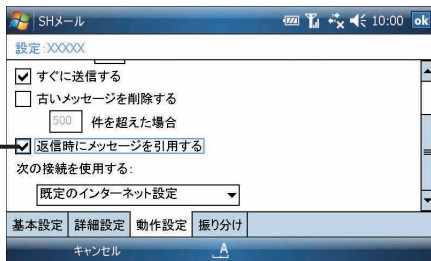 SHメール 10:00 ok
設定:XXXXX
すぐに送信する
古いメッセージを削除する
500 件を超えた場合
返信時にメッセージを引用する
次の接続を使用する:
既定のインターネット設定
基本設定 詳細設定 動作設定 振り分け
キャンセル A